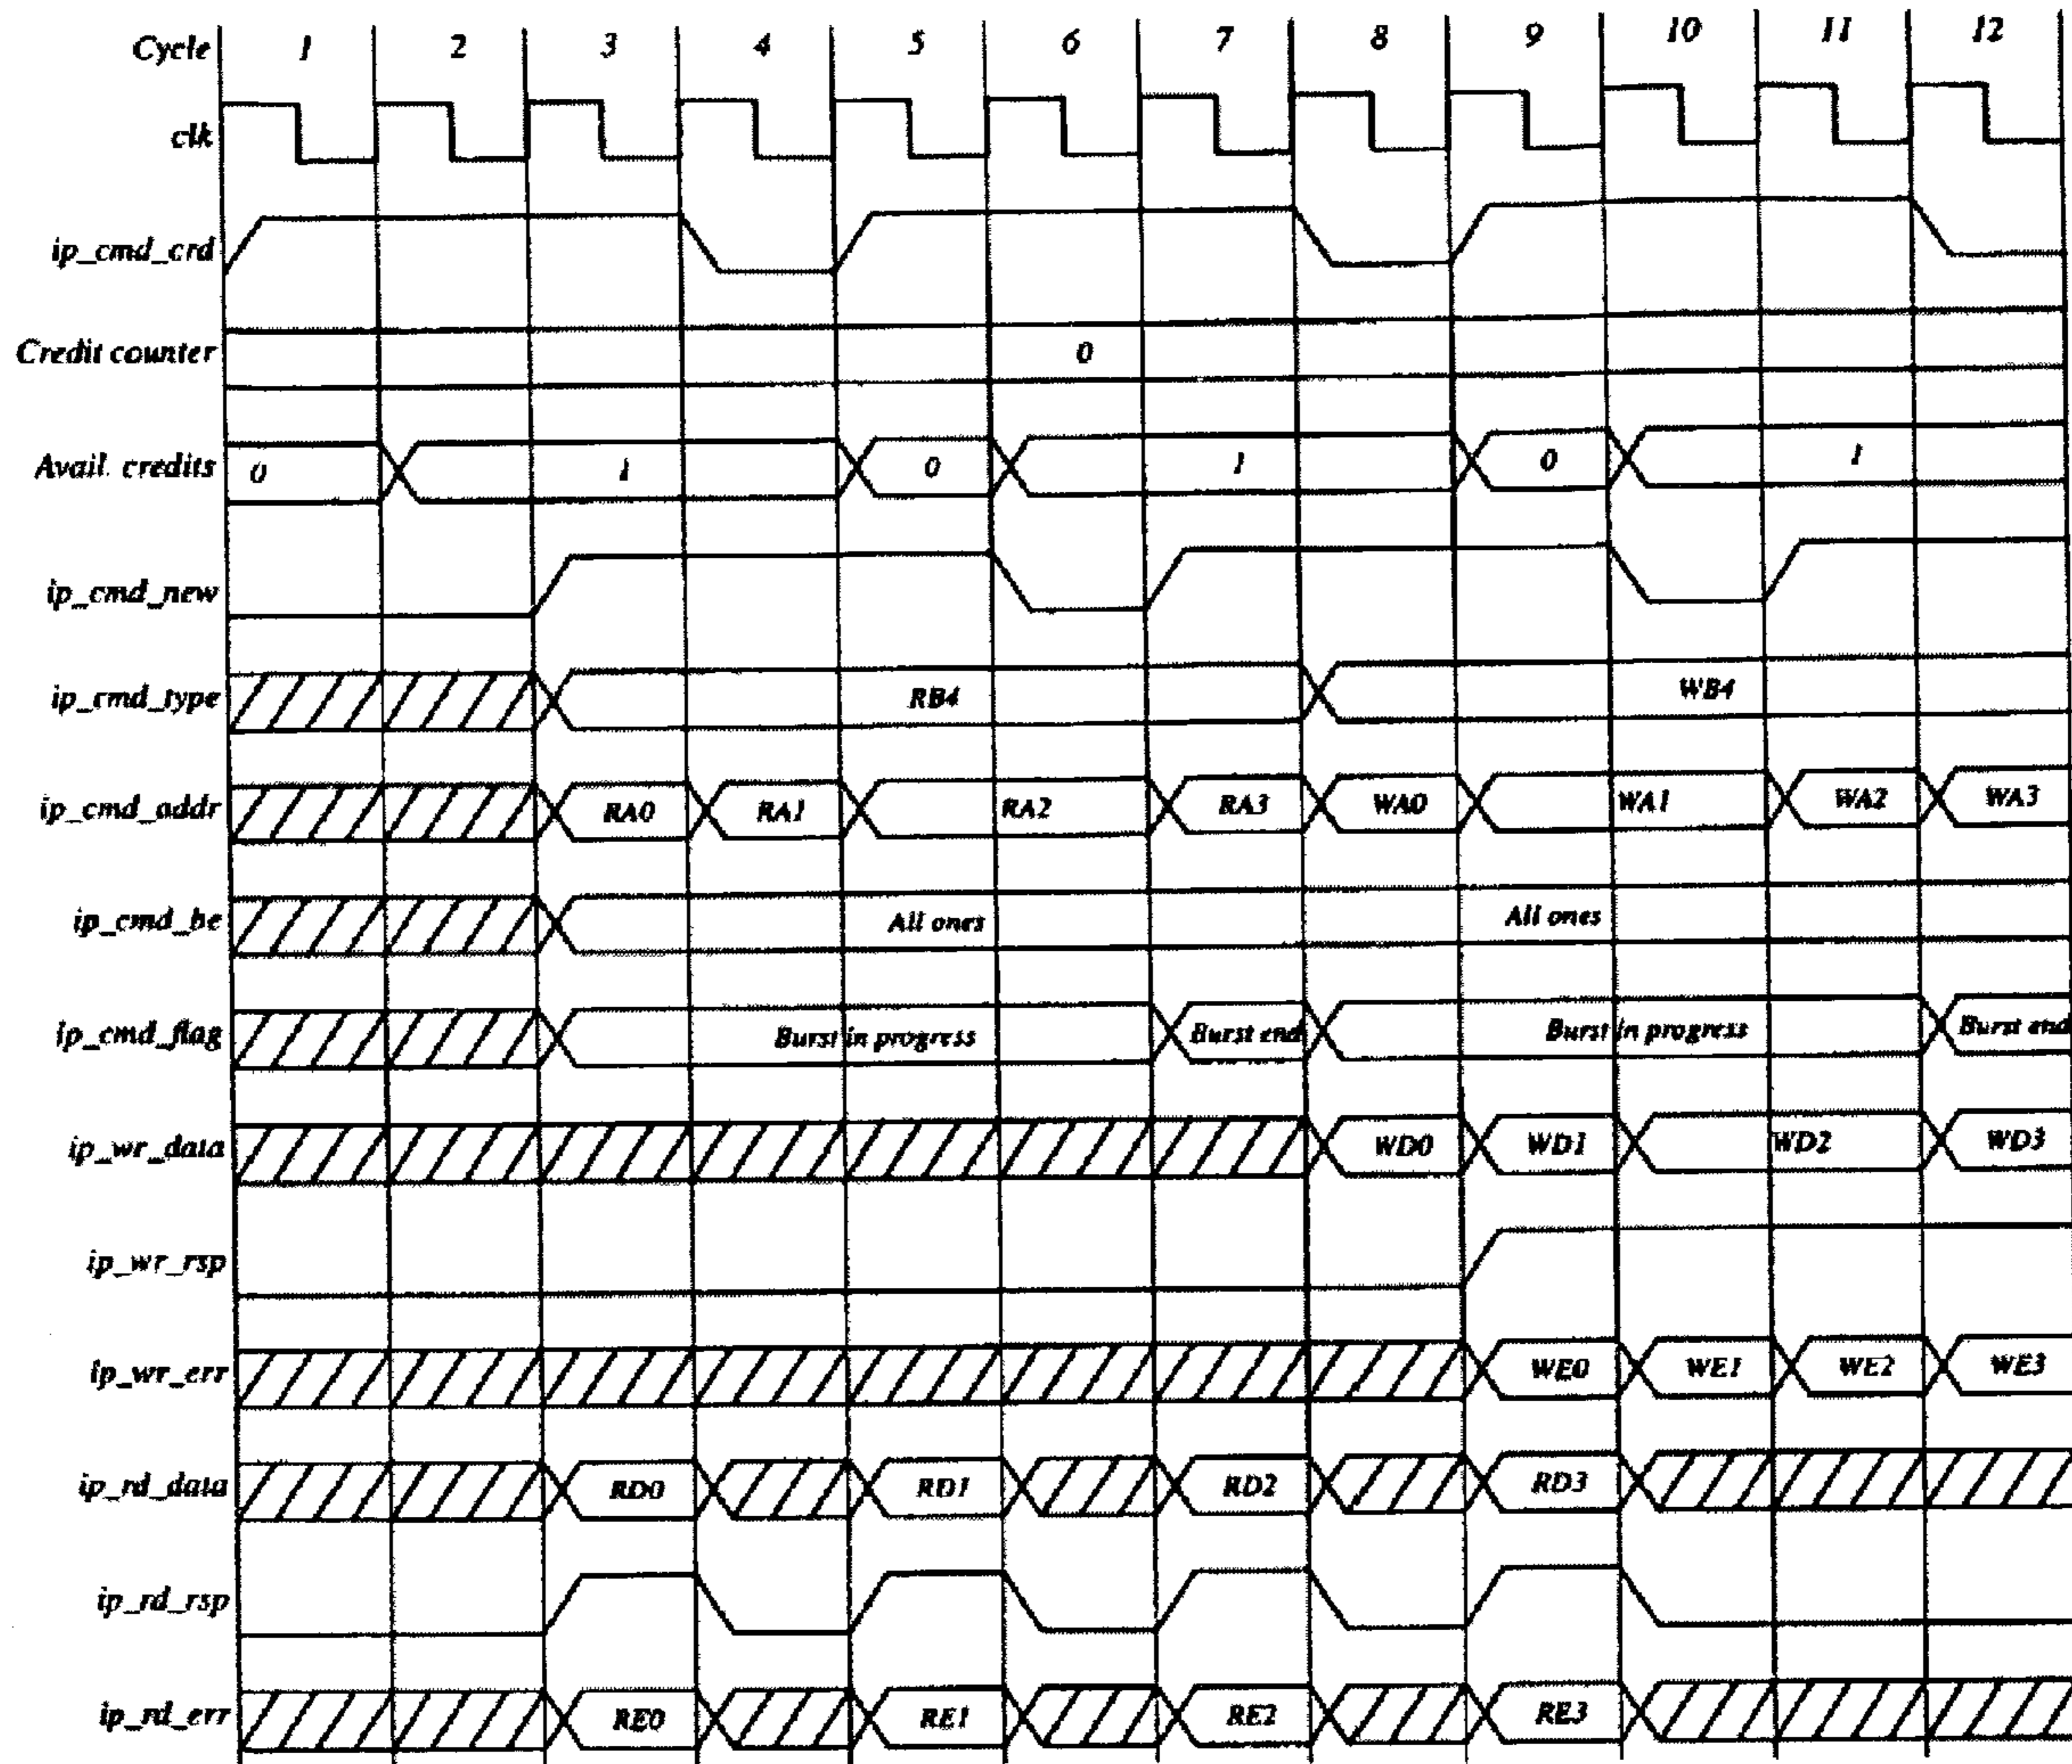 Cycle 1 2 3 4 5 6 7 8 9 10 11 12
clk
ip_cmd_crd
Credit counter 0
Avail. credits 0 1 0 1 0 1
ip_cmd_new
ip_cmd_type RB4 WB4
ip_cmd_addr RA0 RA1 RA2 RA3 WA0 WA1 WA2 WA3
ip_cmd_be All ones All ones
ip_cmd_flag Burst in progress Burst end Burst in progress Burst end
ip_wr_data WD0 WD1 WD2 WD3
ip_wr_rsp
ip_wr_err WE0 WE1 WE2 WE3
ip_rd_data RD0 RD1 RD2 RD3
ip_rd_rsp
ip_rd_err RE0 RE1 RE2 RE3